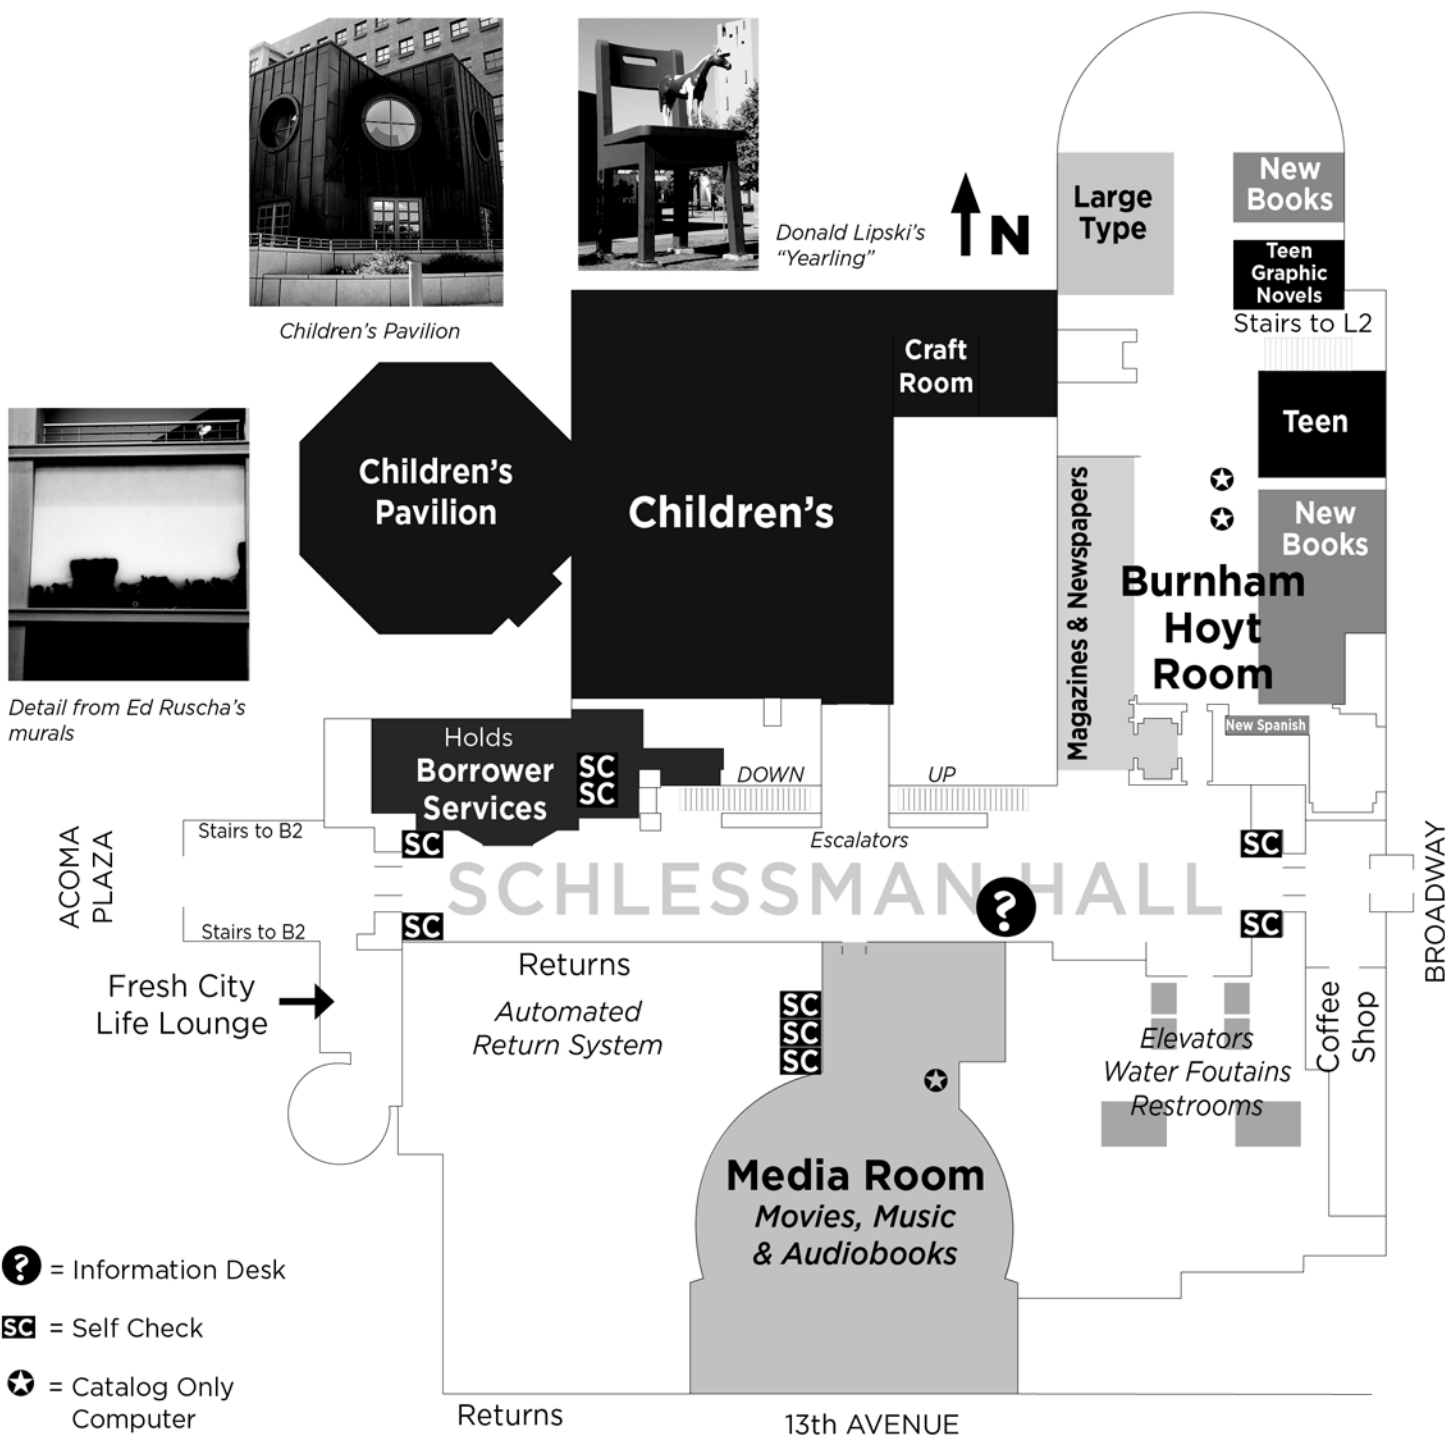 Children's Pavilion
Donald Lipski's
"Yearling"
N
Large
Type
New
Books
Teen
Graphic
Novels
Stairs to L2
Craft
Room
Teen
Children's
Pavilion
Children's
Magazines & Newspapers
New
Books
Burnham
Hoyt
Room
New Spanish
Detail from Ed Ruscha's
murals
Holds
Borrower
Services
SC
SC
DOWN
UP
Escalators
Stairs to B2
SC
SC
ACOMA
PLAZA
SCHLESSMAN HALL
?
BROADWAY
Stairs to B2
SC
SC
Fresh City
Life Lounge
Returns
Automated
Return System
SC
SC
SC
Elevators
Water Foutains
Restrooms
Coffee
Shop
Media Room
Movies, Music
& Audiobooks
? = Information Desk
SC = Self Check
= Catalog Only
Computer
Returns
13th AVENUE